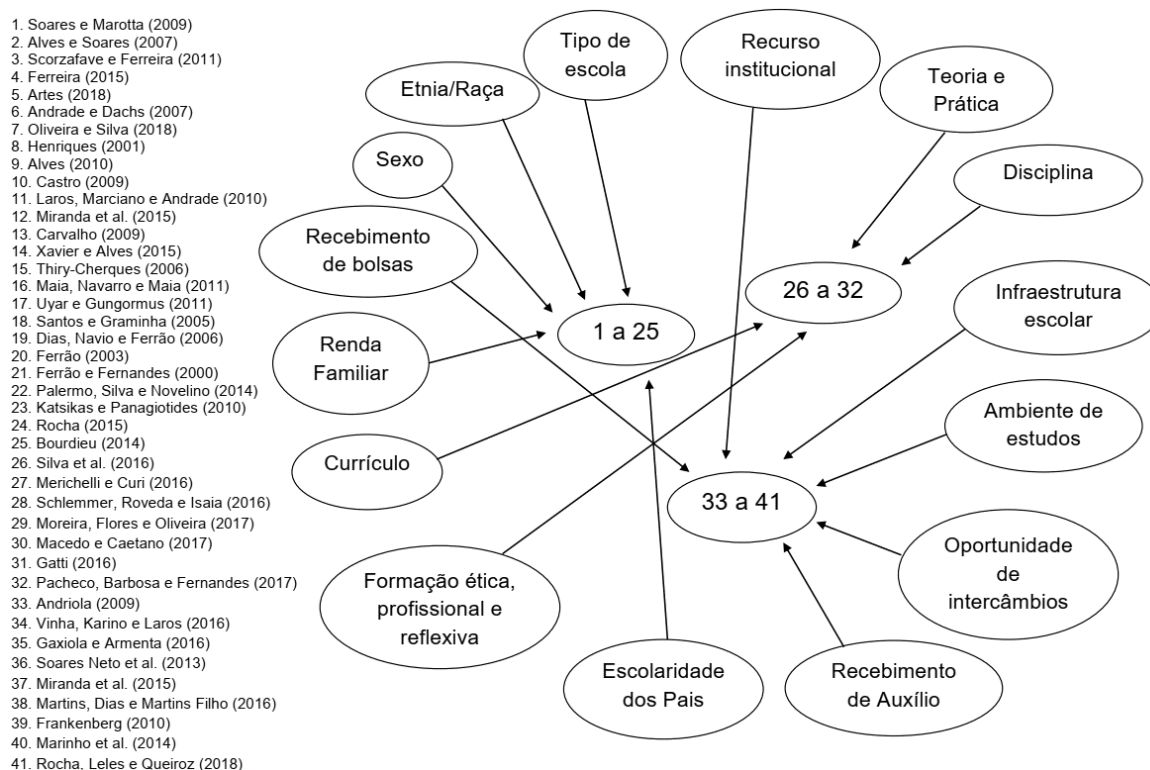 1. Soares e Marotta (2009)
2. Alves e Soares (2007)
3. Scorzafave e Ferreira (2011)
4. Ferreira (2015)
5. Artes (2018)
6. Andrade e Dachs (2007)
7. Oliveira e Silva (2018)
8. Henriques (2001)
9. Alves (2010)
10. Castro (2009)
11. Laros, Marciano e Andrade (2010)
12. Miranda et al. (2015)
13. Carvalho (2009)
14. Xavier e Alves (2015)
15. Thiry-Cherques (2006)
16. Maia, Navarro e Maia (2011)
17. Uyar e Gungormus (2011)
18. Santos e Graminha (2005)
19. Dias, Navio e Ferrão (2006)
20. Ferrão (2003)
21. Ferrão e Fernandes (2000)
22. Palermo, Silva e Novelino (2014)
23. Katsikas e Panagiotides (2010)
24. Rocha (2015)
25. Bourdieu (2014)
26. Silva et al. (2016)
27. Merichelli e Curi (2016)
28. Schlemmer, Roveda e Isaia (2016)
29. Moreira, Flores e Oliveira (2017)
30. Macedo e Caetano (2017)
31. Gatti (2016)
32. Pacheco, Barbosa e Fernandes (2017)
33. Andriola (2009)
34. Vinha, Karino e Laros (2016)
35. Gaxiola e Armenta (2016)
36. Soares Neto et al. (2013)
37. Miranda et al. (2015)
38. Martins, Dias e Martins Filho (2016)
39. Frankenberg (2010)
40. Marinho et al. (2014)
41. Rocha, Leles e Queiroz (2018)
Tipo de
escola
Recurso
institucional
Teoria e
Prática
Etnia/Raça
Sexo
Disciplina
Recebimento
de bolsas
26 a 32
Infraestrutura
escolar
1 a 25
Renda
Familiar
Ambiente de
estudos
Currículo
33 a 41
Oportunidade
de
intercâmbios
Formação ética,
profissional e
reflexiva
Escolaridade
dos Pais
Recebimento
de Auxílio